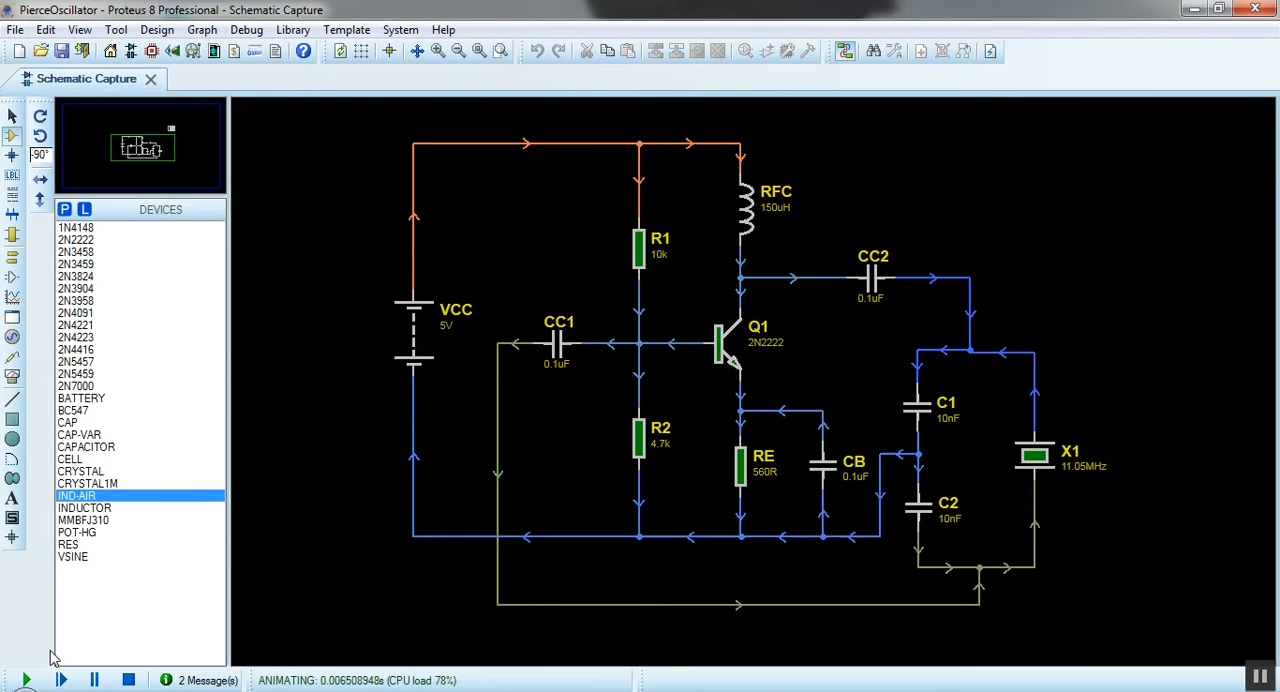 PierceOscillator - Proteus 8 Professional - Schematic Capture
File Edit View Tool Design Graph Debug Library Template System Help
Schematic Capture
-90°
LBL
P L DEVICES
1N4148
2N2222
2N3458
2N3459
2N3824
2N3904
2N3958
2N4091
2N4221
2N4223
2N4416
2N5457
2N5459
2N7000
BATTERY
BC547
CAP
CAP-VAR
CAPACITOR
CELL
CRYSTAL
CRYSTAL1M
IND-AIR
INDUCTOR
MMBFJ310
POT-HG
RES
VSINE
RFC
150uH
R1
10k
CC2
0.1uF
VCC
5V
CC1
0.1uF
Q1
2N2222
C1
10nF
R2
4.7k
RE
560R
CB
0.1uF
X1
11.05MHz
C2
10nF
2 Message(s)
ANIMATING: 0.006508948s (CPU load 78%)